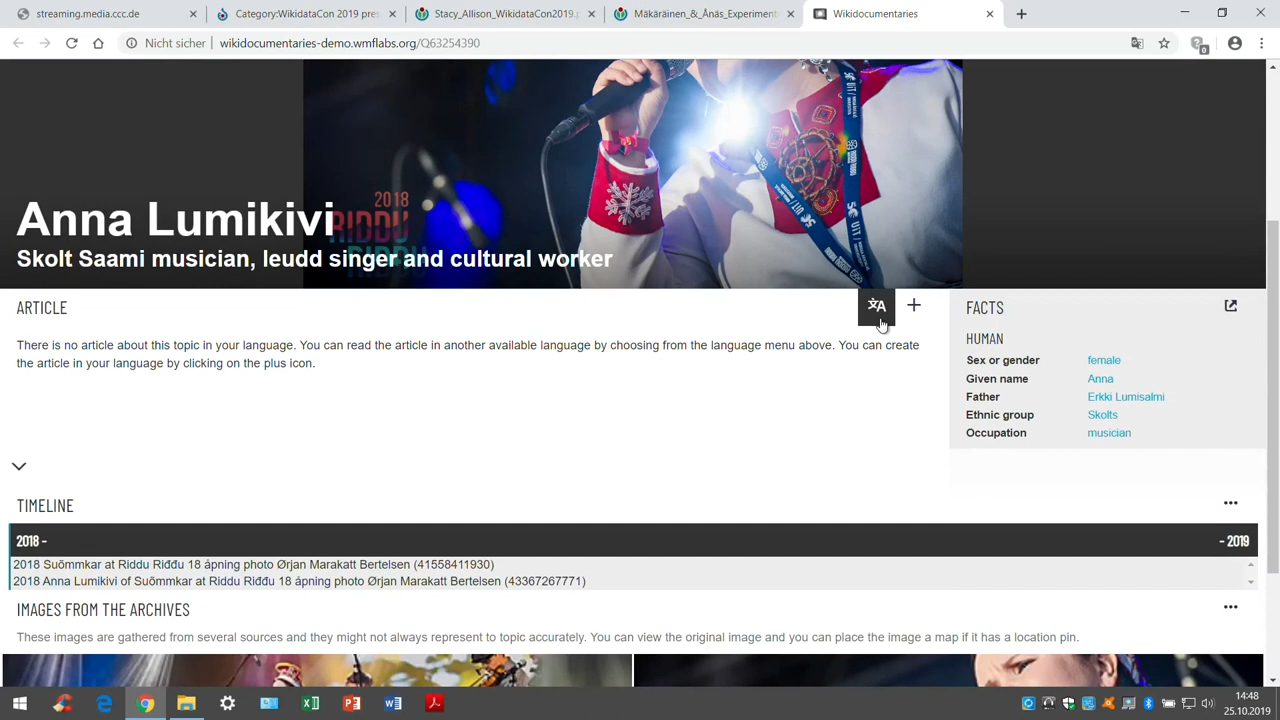 streaming.media.ccc.de
Category:WikidataCon 2019 pres
Stacy_Allison_WikidataCon2019.p
Mäkäräinen_&_Ånäs_Experiment
Wikidocumentaries
Nicht sicher
wikidocumentaries-demo.wmflabs.org/Q63254390
2018
RIDDU
RIĐĐU
Anna Lumikivi
Skolt Saami musician, leudd singer and cultural worker
ARTICLE
There is no article about this topic in your language. You can read the article in another available language by choosing from the language menu above. You can create
the article in your language by clicking on the plus icon.
FACTS
HUMAN
Sex or gender female
Given name Anna
Father Erkki Lumisalmi
Ethnic group Skolts
Occupation musician
TIMELINE
2018 - - 2019
2018 Suõmmkar at Riddu Riđđu 18 åpning photo Ørjan Marakatt Bertelsen (41558411930)
2018 Anna Lumikivi of Suõmmkar at Riddu Riđđu 18 åpning photo Ørjan Marakatt Bertelsen (43367267771)
IMAGES FROM THE ARCHIVES
These images are gathered from several sources and they might not always represent to topic accurately. You can view the original image and you can place the image a map if it has a location pin.
14:48
25.10.2019